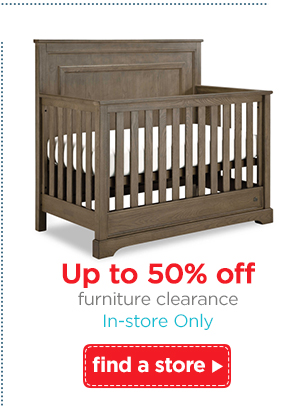 Up to 50% off
furniture clearance
In-store Only
find a store ▸